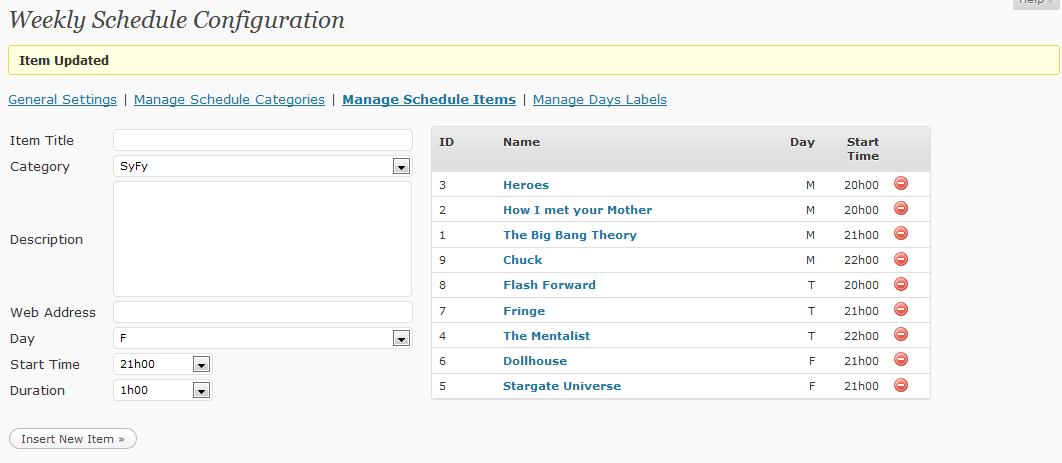 Help
Weekly Schedule Configuration
Item Updated
General Settings | Manage Schedule Categories | Manage Schedule Items | Manage Days Labels
Item Title
Category SyFy
Description
Web Address
Day F
Start Time 21h00
Duration 1h00
Insert New Item »
ID Name Day Start Time
3 Heroes M 20h00
2 How I met your Mother M 20h00
1 The Big Bang Theory M 21h00
9 Chuck M 22h00
8 Flash Forward T 20h00
7 Fringe T 21h00
4 The Mentalist T 22h00
6 Dollhouse F 21h00
5 Stargate Universe F 21h00